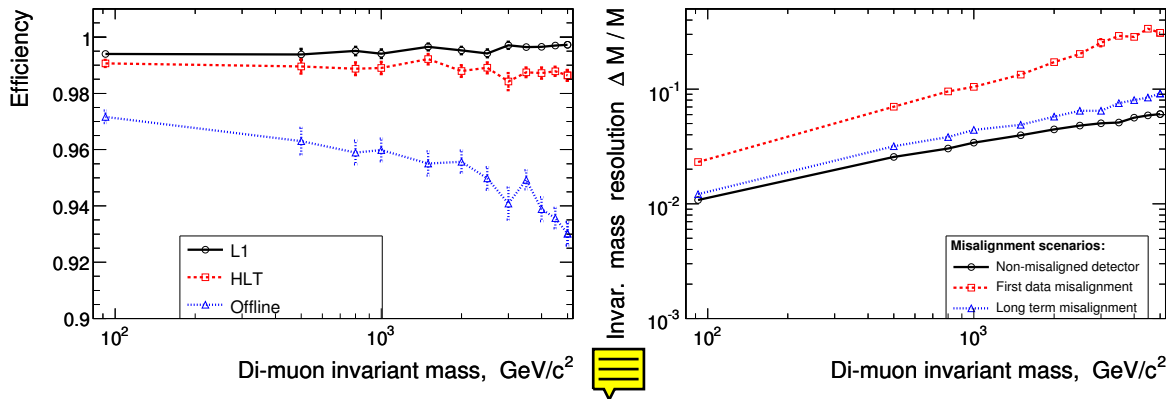 Efficiency
1
0.98
0.96
0.94
0.92
0.9
L1
HLT
Offline
10²
10³
Di-muon invariant mass, GeV/c²
Invar. mass resolution Δ M / M
10⁻¹
10⁻²
10⁻³
Misalignment scenarios:
Non-misaligned detector
First data misalignment
Long term misalignment
10²
10³
Di-muon invariant mass, GeV/c²